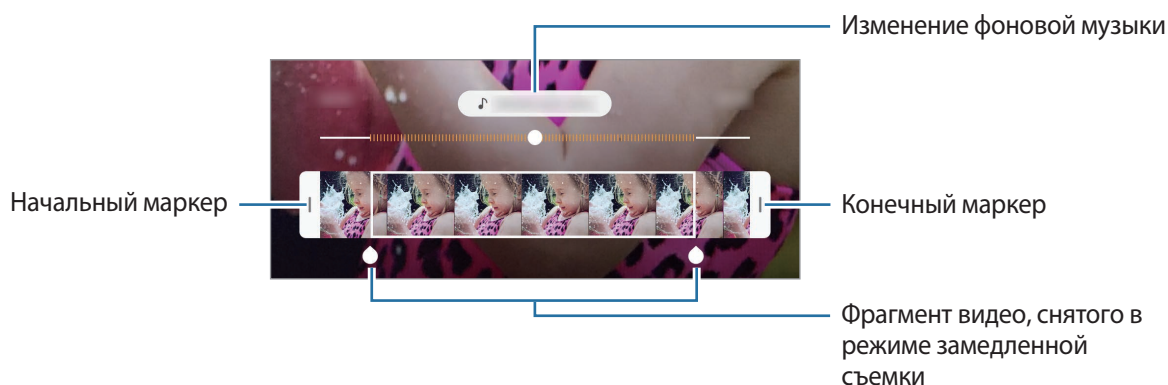 Изменение фоновой музыки
Начальный маркер
Конечный маркер
Фрагмент видео, снятого в
режиме замедленной
съемки